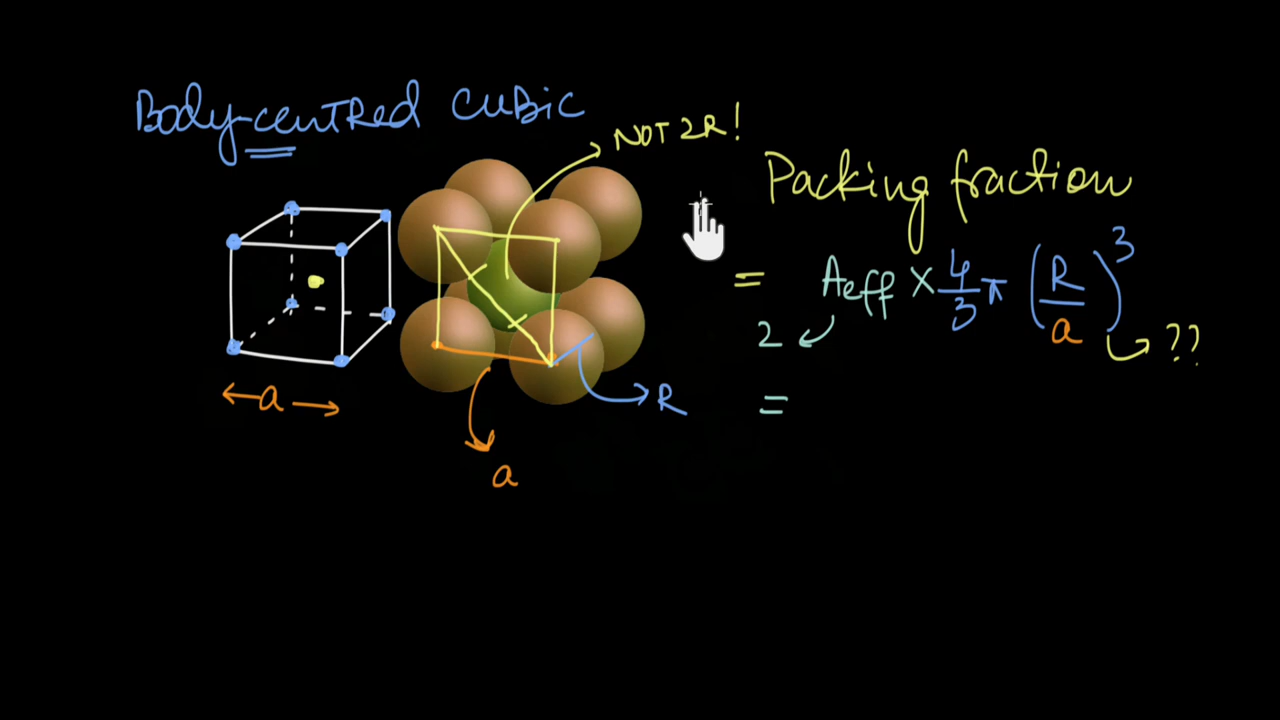 Body-centred cubic
NOT 2R!
Packing fraction
= Aeff × 4/3 π (R/a)³
2
??
a
R
=
a